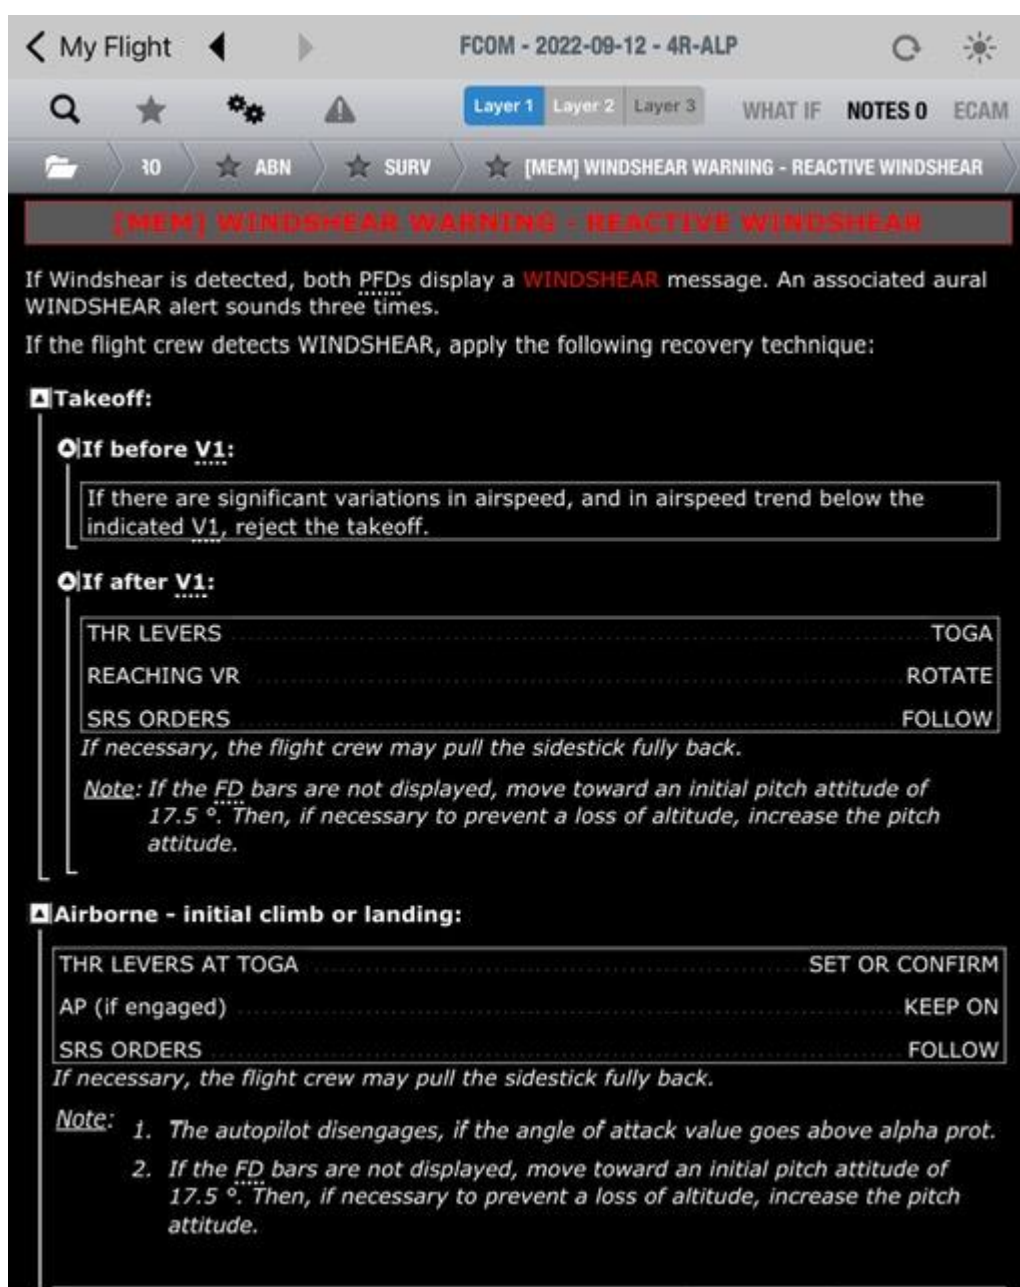 My Flight
FCOM - 2022-09-12 - 4R-ALP
Layer 1 Layer 2 Layer 3 WHAT IF NOTES 0 ECAM
RO ABN SURV [MEM] WINDSHEAR WARNING - REACTIVE WINDSHEAR
[MEM] WINDSHEAR WARNING - REACTIVE WINDSHEAR
If Windshear is detected, both PFDs display a WINDSHEAR message. An associated aural
WINDSHEAR alert sounds three times.
If the flight crew detects WINDSHEAR, apply the following recovery technique:
Takeoff:
If before V1:
If there are significant variations in airspeed, and in airspeed trend below the
indicated V1, reject the takeoff.
If after V1:
THR LEVERS TOGA
REACHING VR ROTATE
SRS ORDERS FOLLOW
If necessary, the flight crew may pull the sidestick fully back.
Note: If the FD bars are not displayed, move toward an initial pitch attitude of
17.5 °. Then, if necessary to prevent a loss of altitude, increase the pitch
attitude.
Airborne - initial climb or landing:
THR LEVERS AT TOGA SET OR CONFIRM
AP (if engaged) KEEP ON
SRS ORDERS FOLLOW
If necessary, the flight crew may pull the sidestick fully back.
Note: 1. The autopilot disengages, if the angle of attack value goes above alpha prot.
2. If the FD bars are not displayed, move toward an initial pitch attitude of
17.5 °. Then, if necessary to prevent a loss of altitude, increase the pitch
attitude.